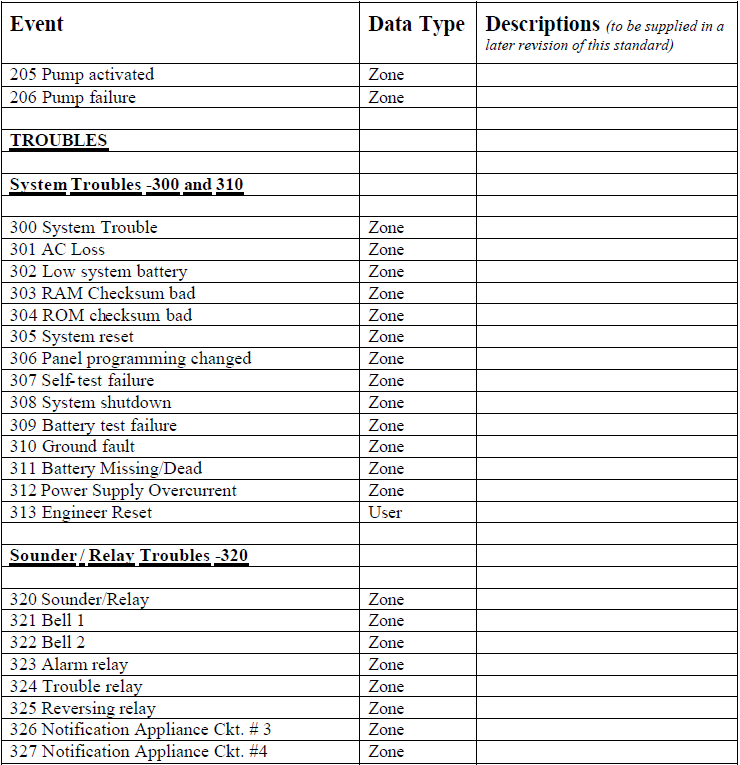 Event Data Type Descriptions (to be supplied in a
later revision of this standard)
205 Pump activated Zone
206 Pump failure Zone
TROUBLES
System Troubles -300 and 310
300 System Trouble Zone
301 AC Loss Zone
302 Low system battery Zone
303 RAM Checksum bad Zone
304 ROM checksum bad Zone
305 System reset Zone
306 Panel programming changed Zone
307 Self-test failure Zone
308 System shutdown Zone
309 Battery test failure Zone
310 Ground fault Zone
311 Battery Missing/Dead Zone
312 Power Supply Overcurrent Zone
313 Engineer Reset User
Sounder / Relay Troubles -320
320 Sounder/Relay Zone
321 Bell 1 Zone
322 Bell 2 Zone
323 Alarm relay Zone
324 Trouble relay Zone
325 Reversing relay Zone
326 Notification Appliance Ckt. # 3 Zone
327 Notification Appliance Ckt. #4 Zone